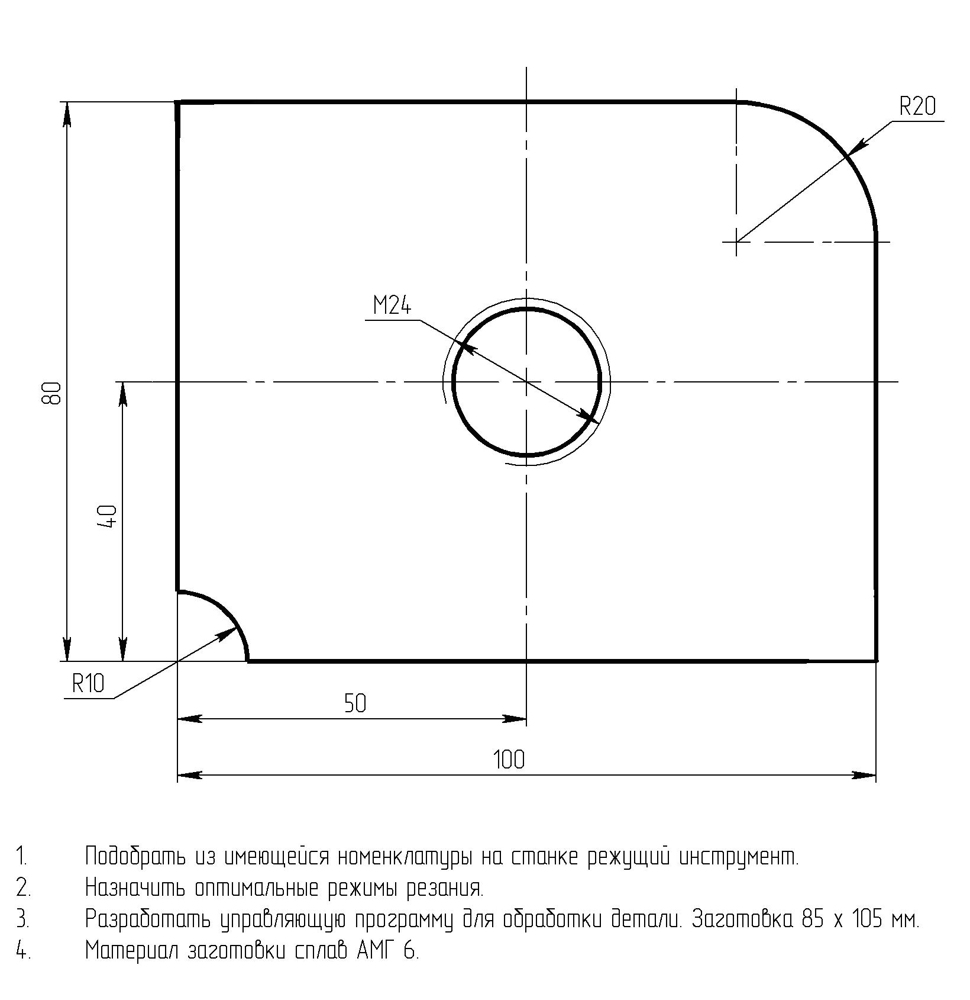 R20
M24
80
40
R10
50
100
1. Подобрать из имеющейся номенклатуры на станке режущий инструмент.
2. Назначить оптимальные режимы резания.
3. Разработать управляющую программу для обработки детали. Заготовка 85 х 105 мм.
4. Материал заготовки сплав АМГ 6.